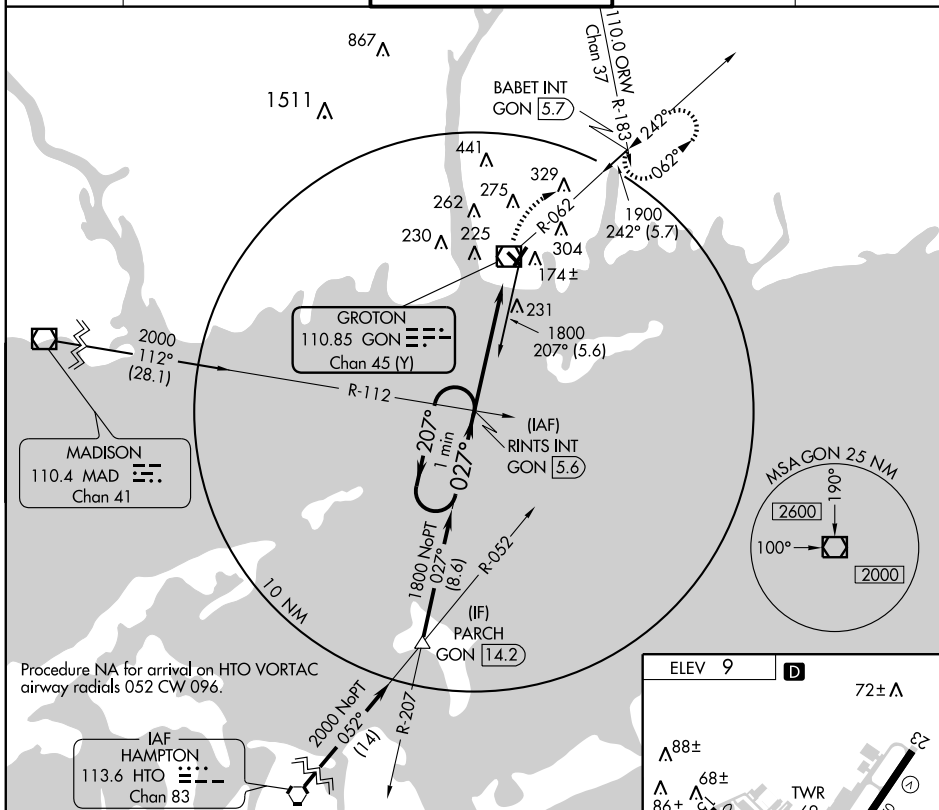 867
1511
110.0 ORW
Chan 37
R-183
BABET INT
GON 5.7
242°
062°
441
329
275
262
R-062
1900
242° (5.7)
230
225
304
174±
231
GROTON
110.85 GON
Chan 45 (Y)
1800
207° (5.6)
2000
112°
(28.1)
R-112
MADISON
110.4 MAD
Chan 41
207°
1 min
027°
(IAF)
RINTS INT
GON 5.6
MSA GON 25 NM
190°
2600
100°
2000
1800 NoPT
027°
(8.6)
R-052
10 NM
(IF)
PARCH
GON 14.2
Procedure NA for arrival on HTO VORTAC
airway radials 052 CW 096.
2000 NoPT
052°
(14)
R-207
IAF
HAMPTON
113.6 HTO
Chan 83
ELEV 9
D
72±
23
88±
68±
86±
TWR
1